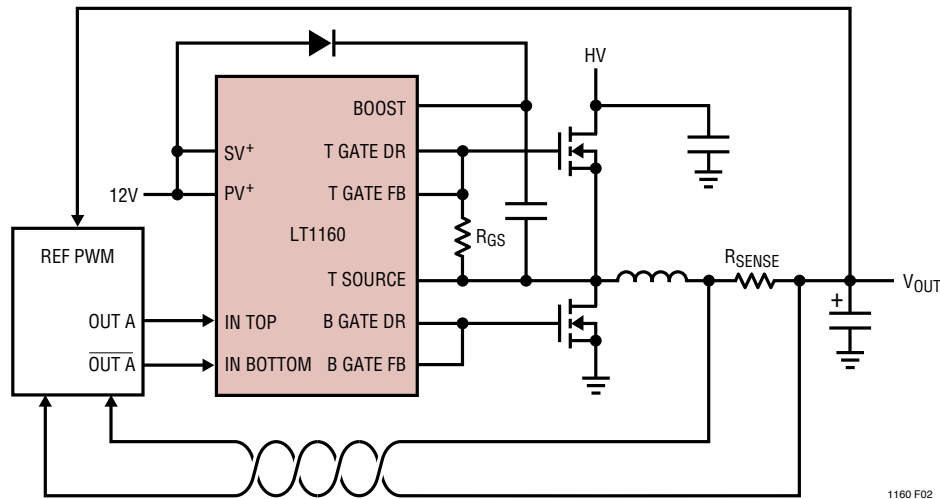 HV
BOOST
SV+
T GATE DR
12V
PV+
T GATE FB
LT1160
RGS
REF PWM
RSENSE
T SOURCE
VOUT
+
OUT A
IN TOP
B GATE DR
OUT A
IN BOTTOM
B GATE FB
1160 F02